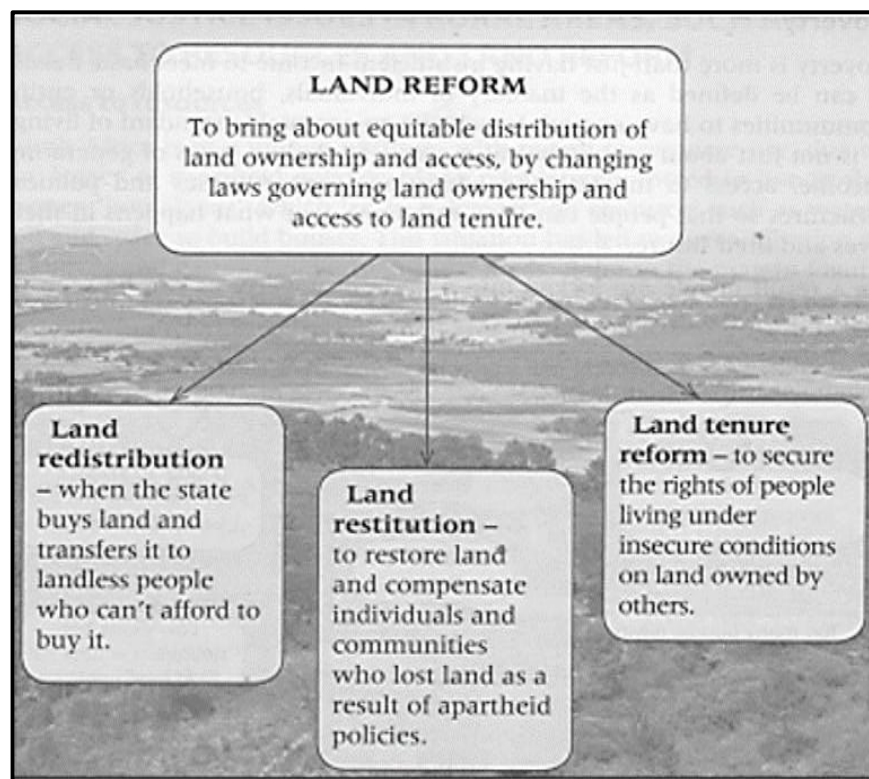 LAND REFORM
To bring about equitable distribution of
land ownership and access, by changing
laws governing land ownership and
access to land tenure.
Land
redistribution
– when the state
buys land and
transfers it to
landless people
who can't afford to
buy it.
Land
restitution –
to restore land
and compensate
individuals and
communities
who lost land as a
result of apartheid
policies.
Land tenure
reform – to secure
the rights of people
living under
insecure conditions
on land owned by
others.